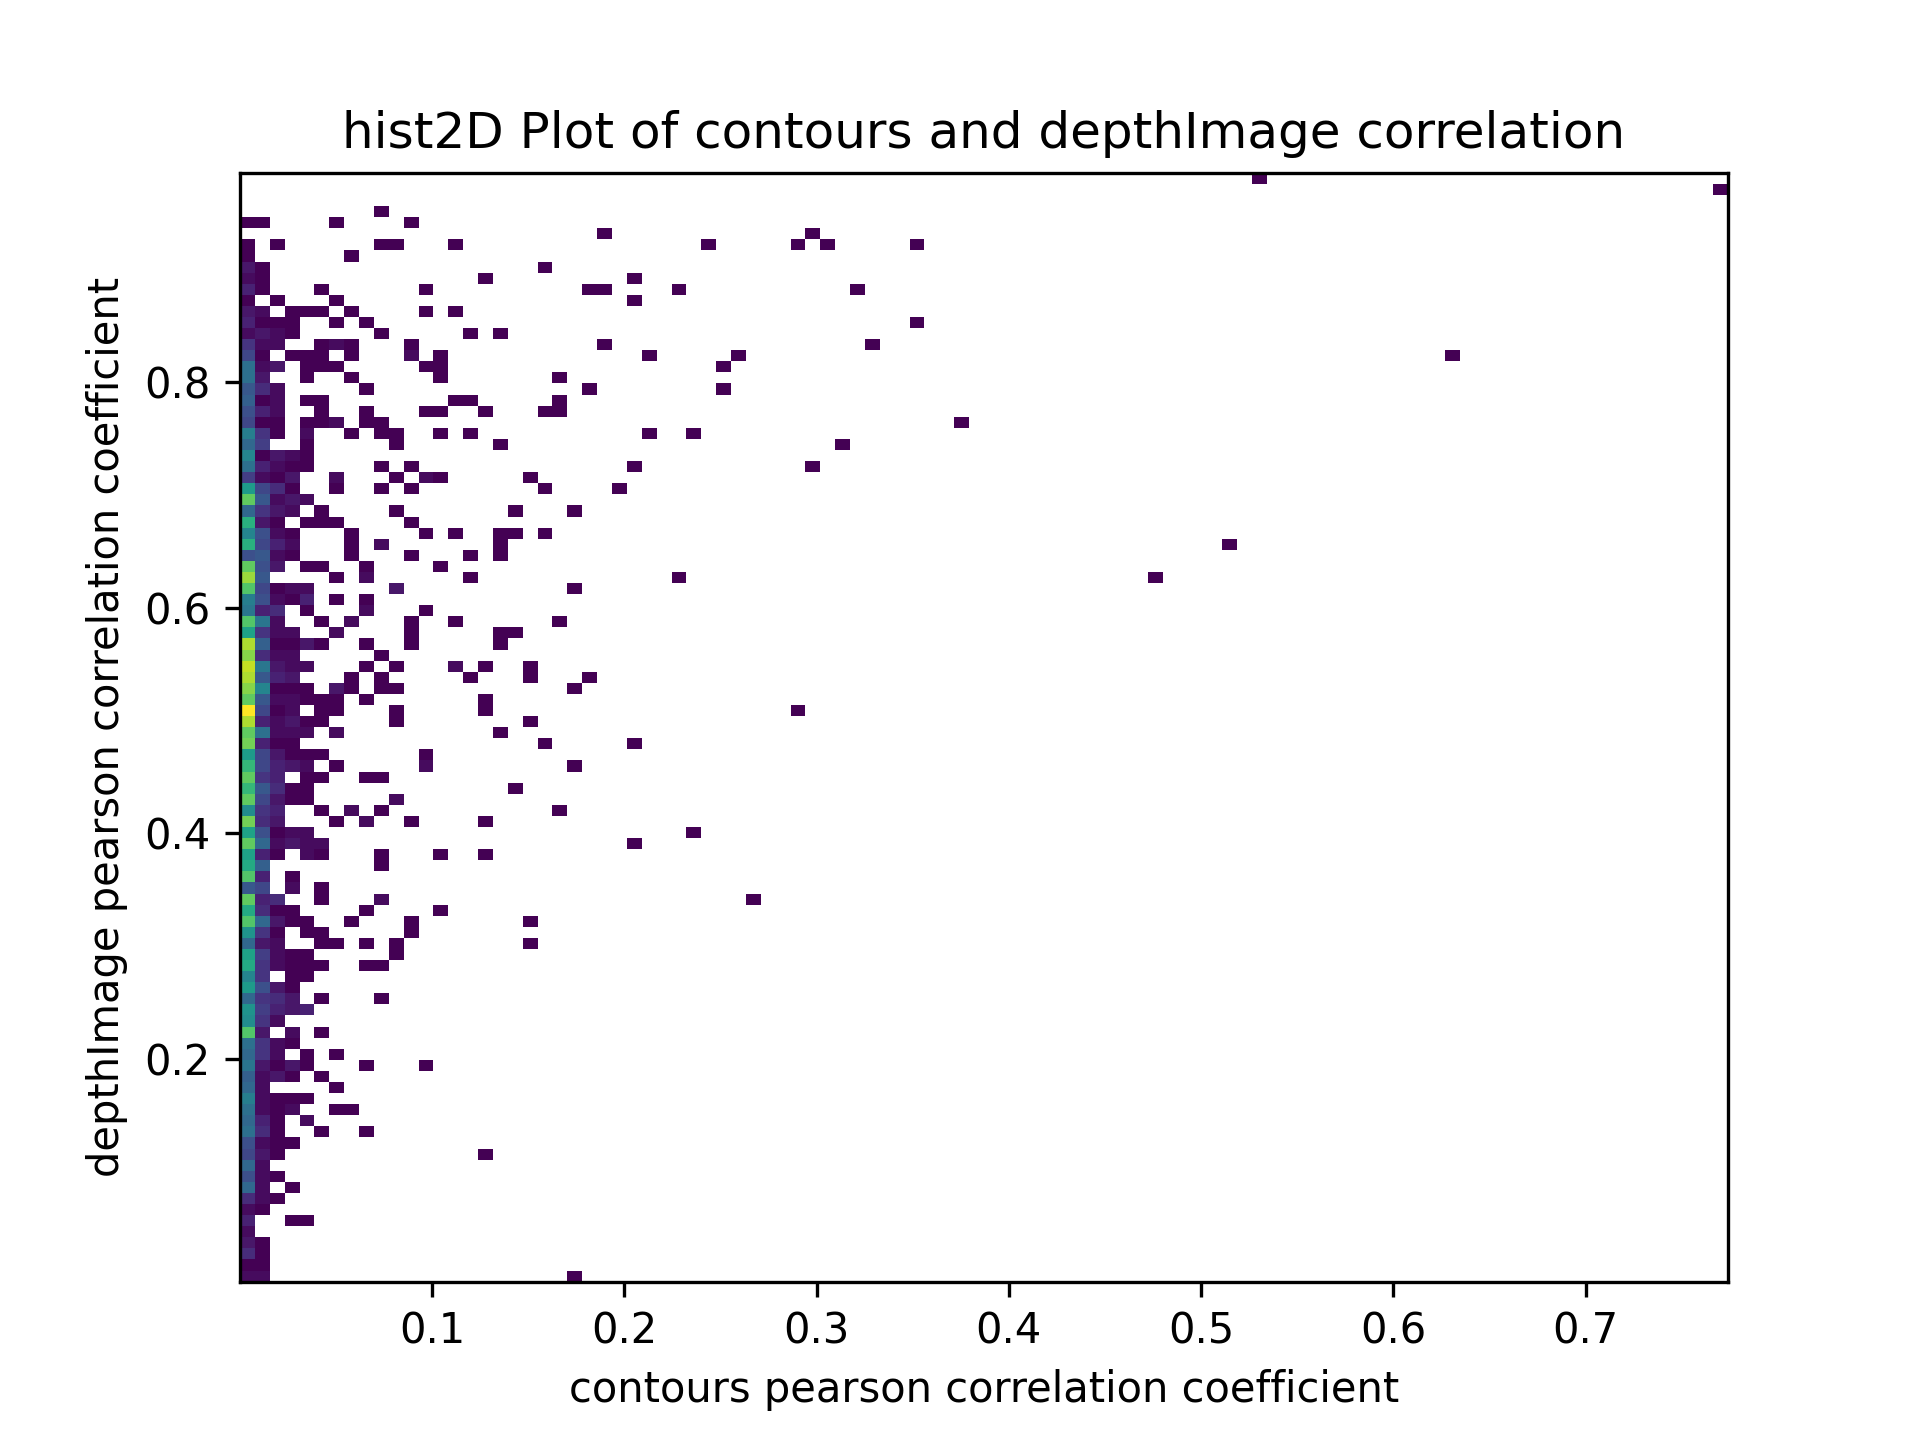 hist2D Plot of contours and depthImage correlation
depthImage pearson correlation coefficient
0.8
0.6
0.4
0.2
0.1 0.2 0.3 0.4 0.5 0.6 0.7
contours pearson correlation coefficient